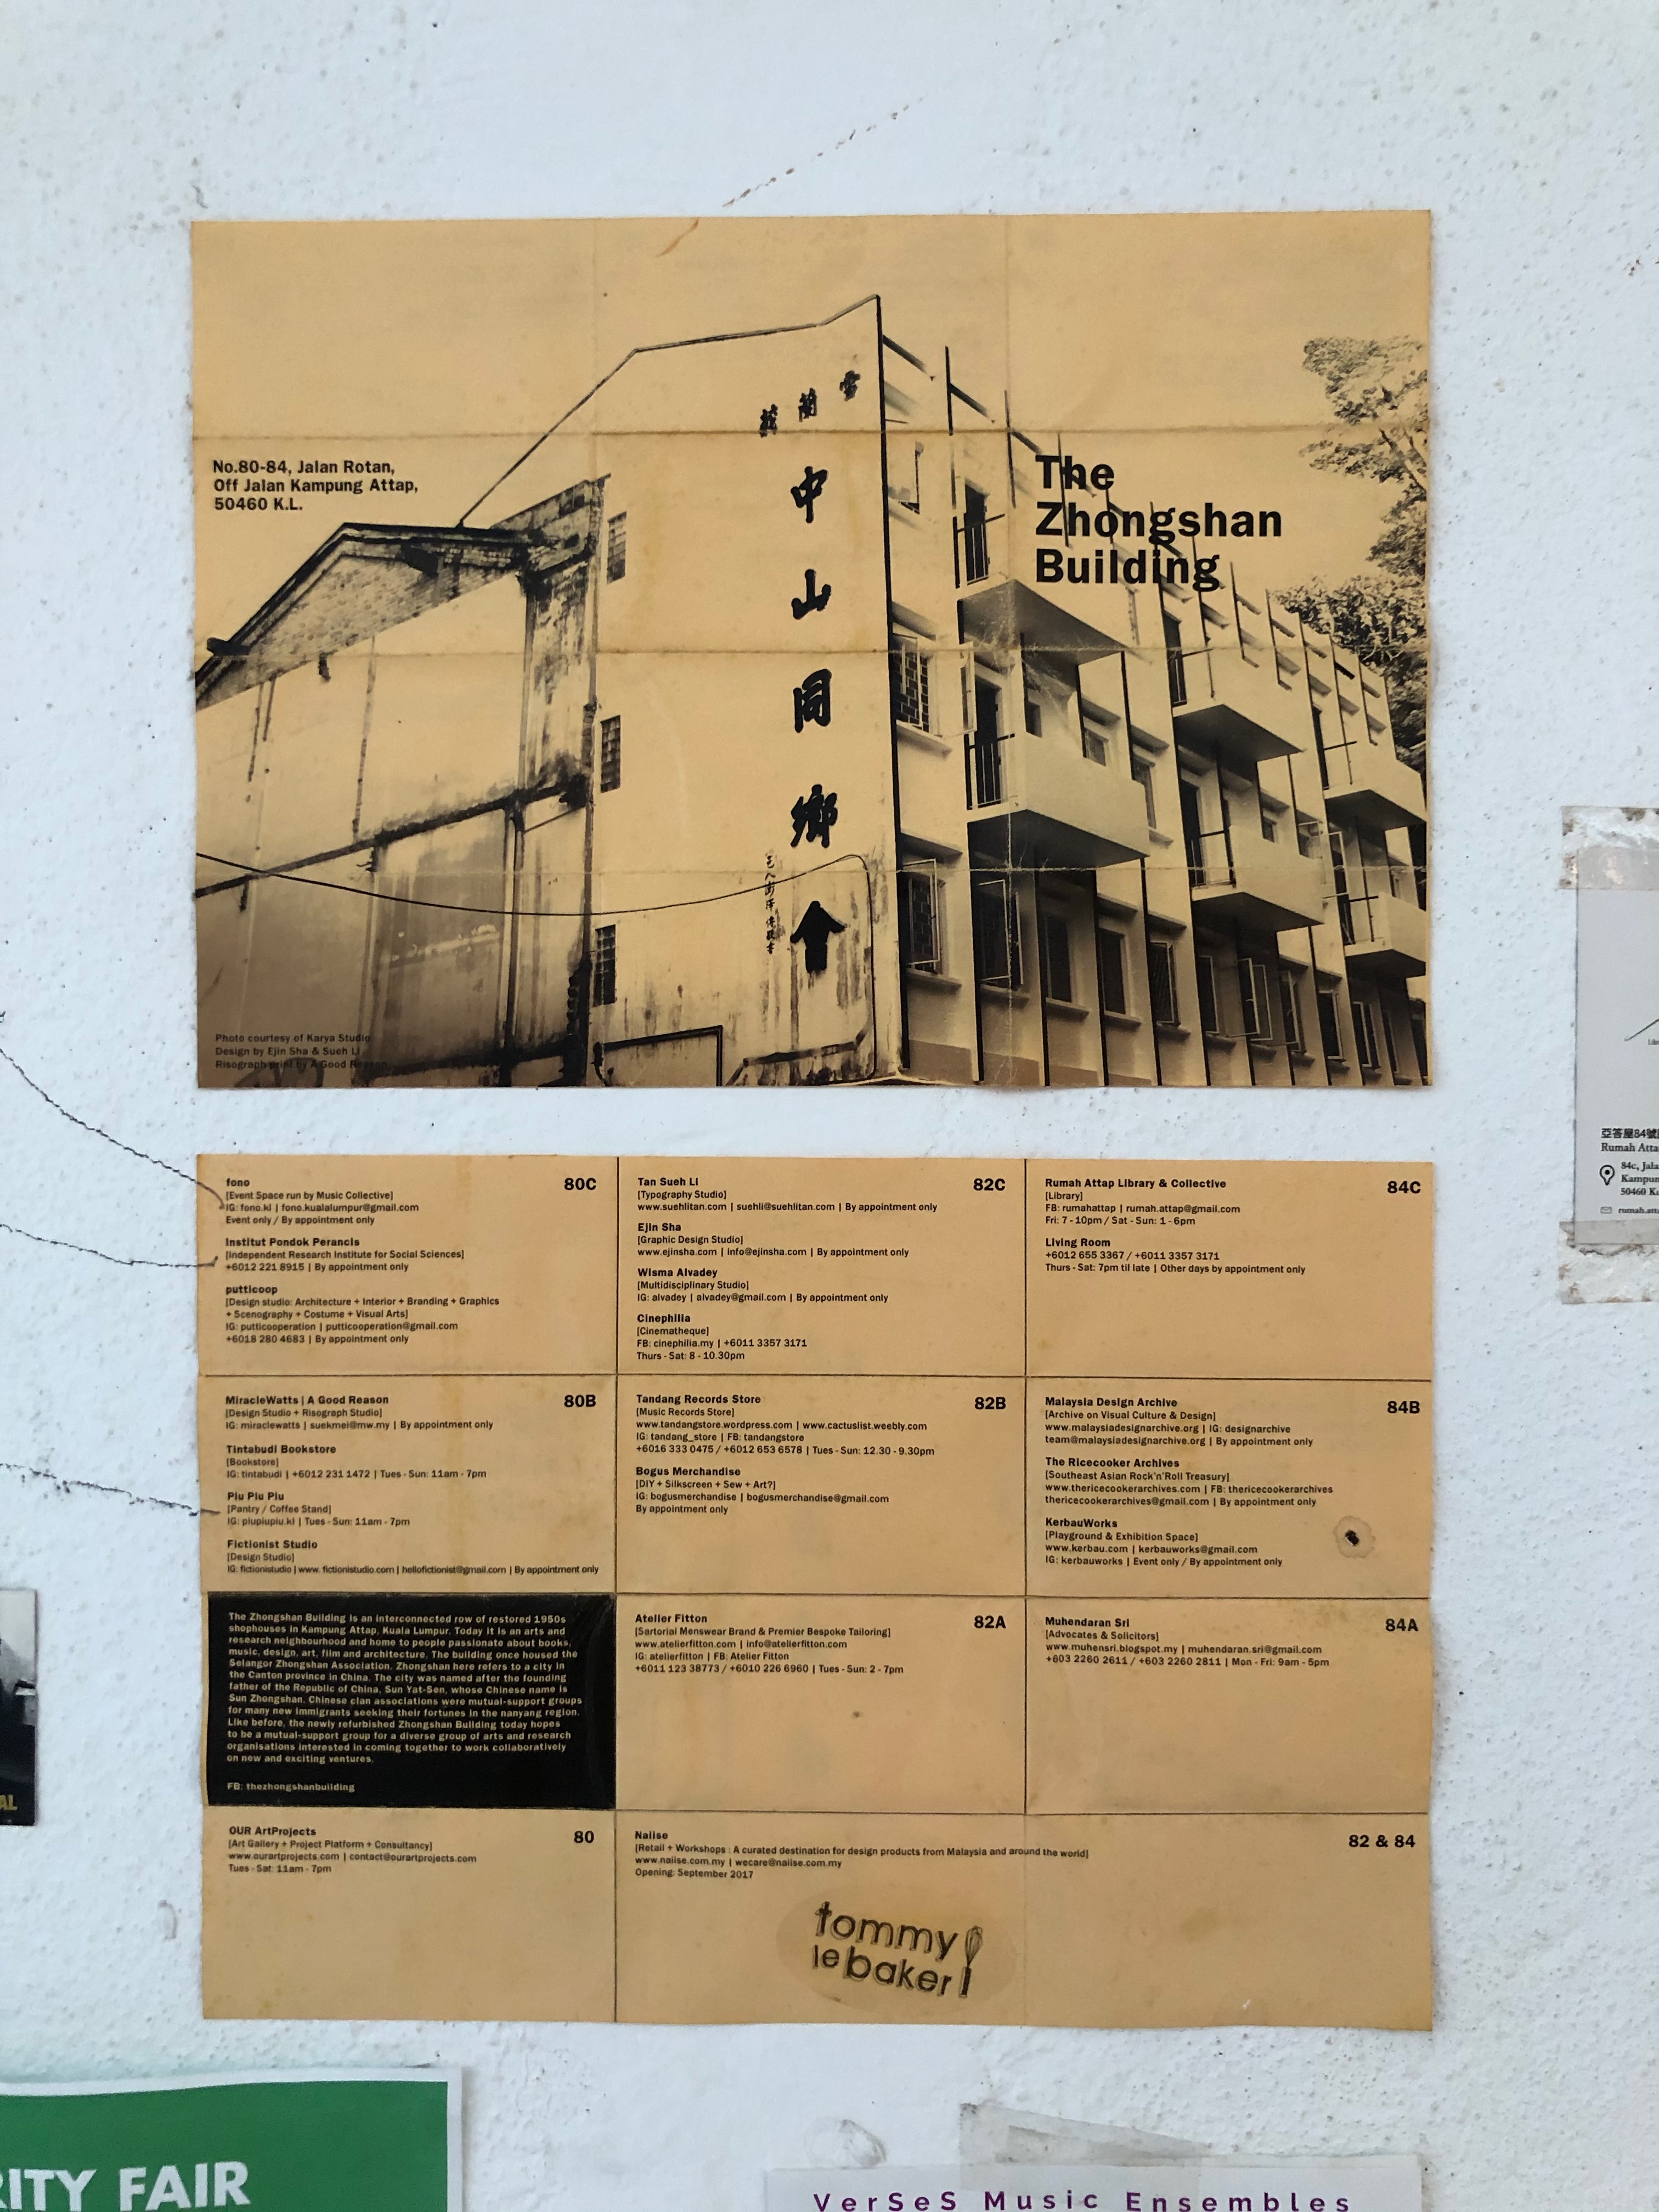 No.80-84, Jalan Rotan,
Off Jalan Kampung Attap,
50460 K.L.
雪
蘭
莪
中
山
同
鄉
會
The
Zhongshan
Building
Photo courtesy of Karya Studio
Design by Ejin Sha & Sueh Li
Risograph print by A Good Reason
fono
80C
[Event Space run by Music Collective]
IG: fono.kl | fono.kualalumpur@gmail.com
Event only / By appointment only
Institut Pondok Perancis
[Independent Research Institute for Social Sciences]
+6012 221 8915 | By appointment only
putticoop
[Design studio: Architecture + Interior + Branding + Graphics
+ Scenography + Costume + Visual Arts]
IG: putticooperation | putticooperation@gmail.com
+6018 280 4683 | By appointment only
Tan Sueh Li
82C
[Typography Studio]
www.suehlitan.com | suehli@suehlitan.com | By appointment only
Ejin Sha
[Graphic Design Studio]
www.ejinsha.com | info@ejinsha.com | By appointment only
Wisma Alvadey
[Multidisciplinary Studio]
IG: alvadey | alvadey@gmail.com | By appointment only
Cinephilia
[Cinematheque]
FB: cinephilia.my | +6011 3357 3171
Thurs - Sat: 8 - 10.30pm
Rumah Attap Library & Collective
84C
[Library]
FB: rumahattap | rumah.attap@gmail.com
Fri: 7 - 10pm / Sat - Sun: 1 - 6pm
Living Room
+6012 655 3367 / +6011 3357 3171
Thurs - Sat: 7pm til late | Other days by appointment only
MiracleWatts | A Good Reason
80B
[Design Studio + Risograph Studio]
IG: miraclewatts | suekmei@mw.my | By appointment only
Tintabudi Bookstore
[Bookstore]
IG: tintabudi | +6012 231 1472 | Tues - Sun: 11am - 7pm
Piu Piu Piu
[Pantry / Coffee Stand]
IG: piupiupiu.kl | Tues - Sun: 11am - 7pm
Fictionist Studio
[Design Studio]
IG: fictionistudio | www. fictionistudio.com | hellofictionist@gmail.com | By appointment only
Tandang Records Store
82B
[Music Records Store]
www.tandangstore.wordpress.com | www.cactuslist.weebly.com
IG: tandang_store | FB: tandangstore
+6016 333 0475 / +6012 653 6578 | Tues - Sun: 12.30 - 9.30pm
Bogus Merchandise
[DIY + Silkscreen + Sew + Art?]
IG: bogusmerchandise | bogusmerchandise@gmail.com
By appointment only
Malaysia Design Archive
84B
[Archive on Visual Culture & Design]
www.malaysiadesignarchive.org | IG: designarchive
team@malaysiadesignarchive.org | By appointment only
The Ricecooker Archives
[Southeast Asian Rock'n'Roll Treasury]
www.thericecookerarchives.com | FB: thericecookerarchives
thericecookerarchives@gmail.com | By appointment only
KerbauWorks
[Playground & Exhibition Space]
www.kerbau.com | kerbauworks@gmail.com
IG: kerbauworks | Event only / By appointment only
The Zhongshan Building is an interconnected row of restored 1950s
shophouses in Kampung Attap, Kuala Lumpur. Today it is an arts and
research neighbourhood and home to people passionate about books,
music, design, art, film and architecture. The building once housed the
Selangor Zhongshan Association. Zhongshan here refers to a city in
the Canton province in China. The city was named after the founding
father of the Republic of China, Sun Yat-Sen, whose Chinese name is
Sun Zhongshan. Chinese clan associations were mutual-support groups
for many new immigrants seeking their fortunes in the nanyang region.
Like before, the newly refurbished Zhongshan Building today hopes
to be a mutual-support group for a diverse group of arts and research
organisations interested in coming together to work collaboratively
on new and exciting ventures.
FB: thezhongshanbuilding
Atelier Fitton
82A
[Sartorial Menswear Brand & Premier Bespoke Tailoring]
www.atelierfitton.com | info@atelierfitton.com
IG: atelierfitton | FB: Atelier Fitton
+6011 123 38773 / +6010 226 6960 | Tues - Sun: 2 - 7pm
Muhendaran Sri
84A
[Advocates & Solicitors]
www.muhensri.blogspot.my | muhendaran.sri@gmail.com
+603 2260 2611 / +603 2260 2811 | Mon - Fri: 9am - 5pm
OUR ArtProjects
80
[Art Gallery + Project Platform + Consultancy]
www.ourartprojects.com | contact@ourartprojects.com
Tues - Sat: 11am - 7pm
Naiise
82 & 84
[Retail + Workshops : A curated destination for design products from Malaysia and around the world]
www.naiise.com.my | wecare@naiise.com.my
Opening: September 2017
tommy
le baker
亞答屋84號
Rumah Atta
84c, Jala
Kampun
50460 Ku
rumah.att
AL
RITY FAIR
VerSeS Music Ensembles